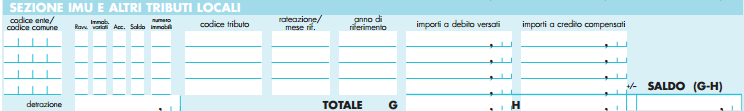 SEZIONE IMU E ALTRI TRIBUTI LOCALI
codice ente/ codice comune Ravv. Immob. variati Acc. Saldo numero immobili codice tributo rateazione/ mese rif. anno di riferimento importi a debito versati importi a credito compensati
+/- SALDO (G-H)
detrazione TOTALE G H